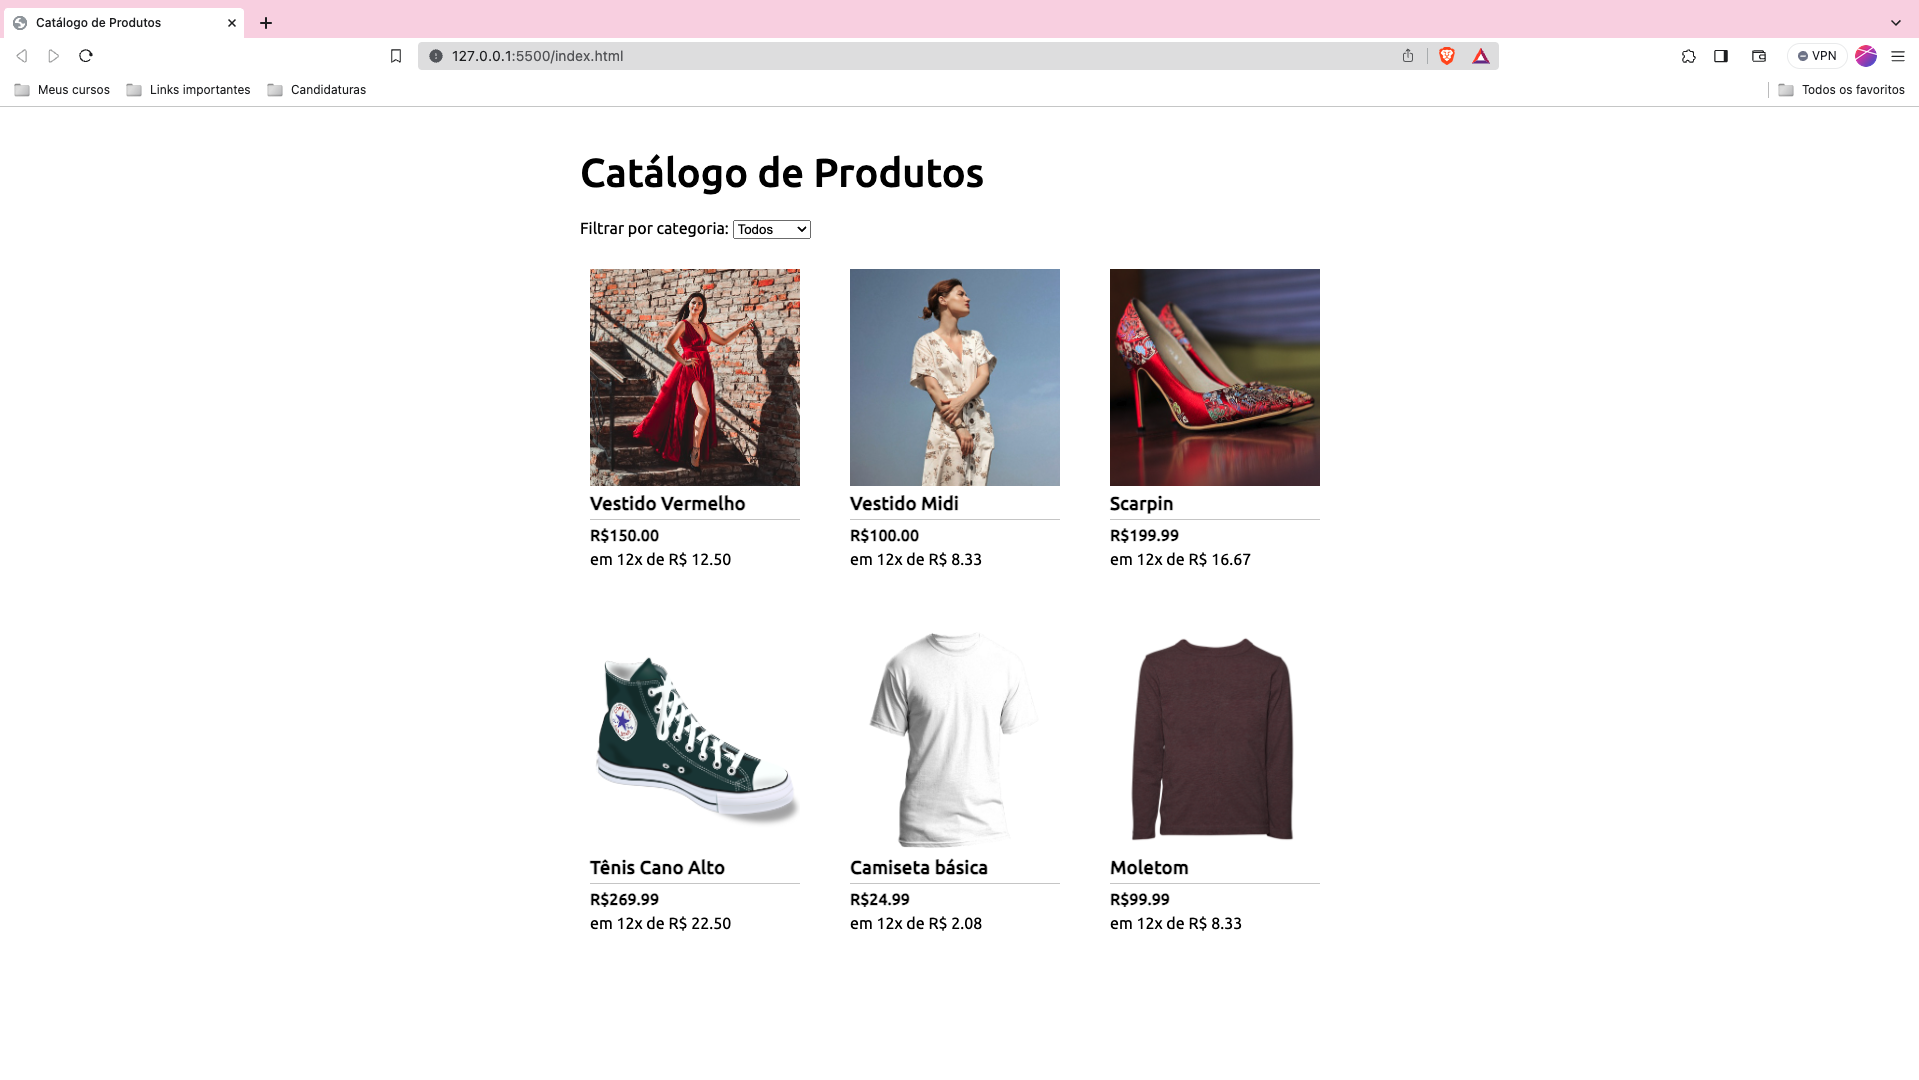 Catálogo de Produtos
127.0.0.1:5500/index.html
VPN
Meus cursos
Links importantes
Candidaturas
Todos os favoritos
Catálogo de Produtos
Filtrar por categoria: Todos
Vestido Vermelho
R$150.00
em 12x de R$ 12.50
Vestido Midi
R$100.00
em 12x de R$ 8.33
Scarpin
R$199.99
em 12x de R$ 16.67
Tênis Cano Alto
R$269.99
em 12x de R$ 22.50
Camiseta básica
R$24.99
em 12x de R$ 2.08
Moletom
R$99.99
em 12x de R$ 8.33